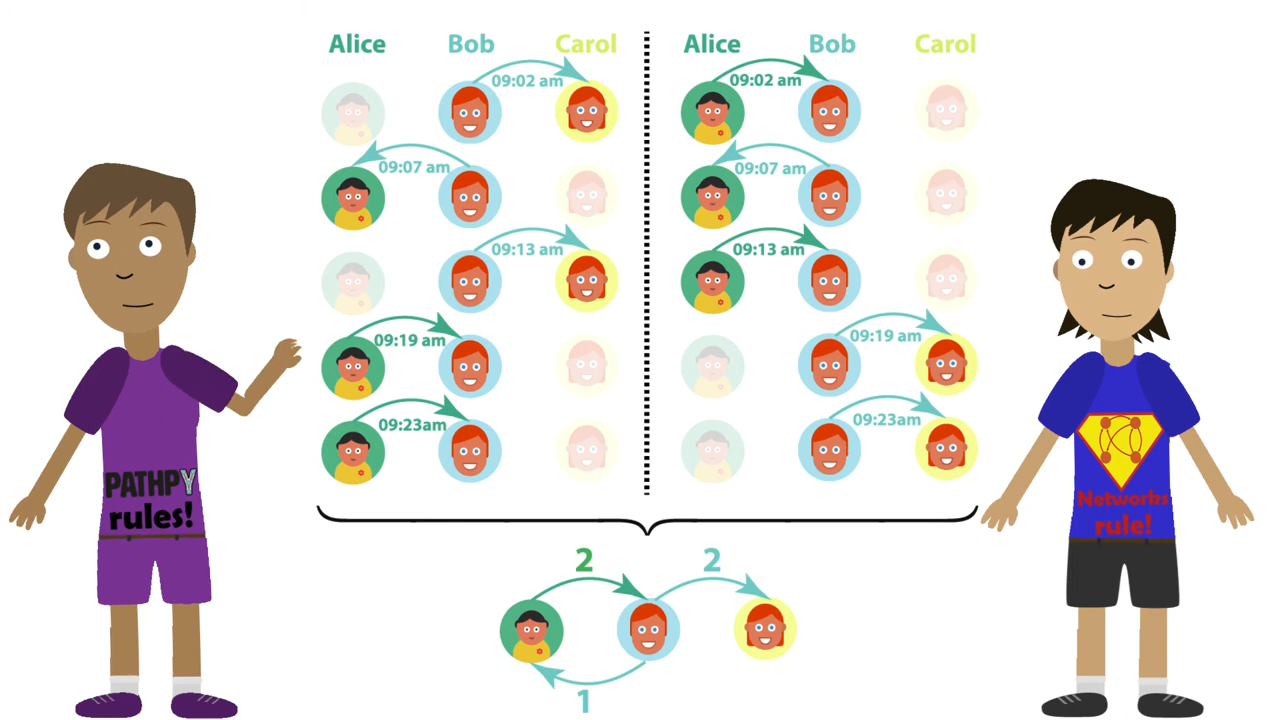 Alice Bob Carol
09:02 am
09:07 am
09:13 am
09:19 am
09:23am
Alice Bob Carol
09:02 am
09:07 am
09:13 am
09:19 am
09:23am
PATHPY
rules!
Networks
rule!
2 2
1